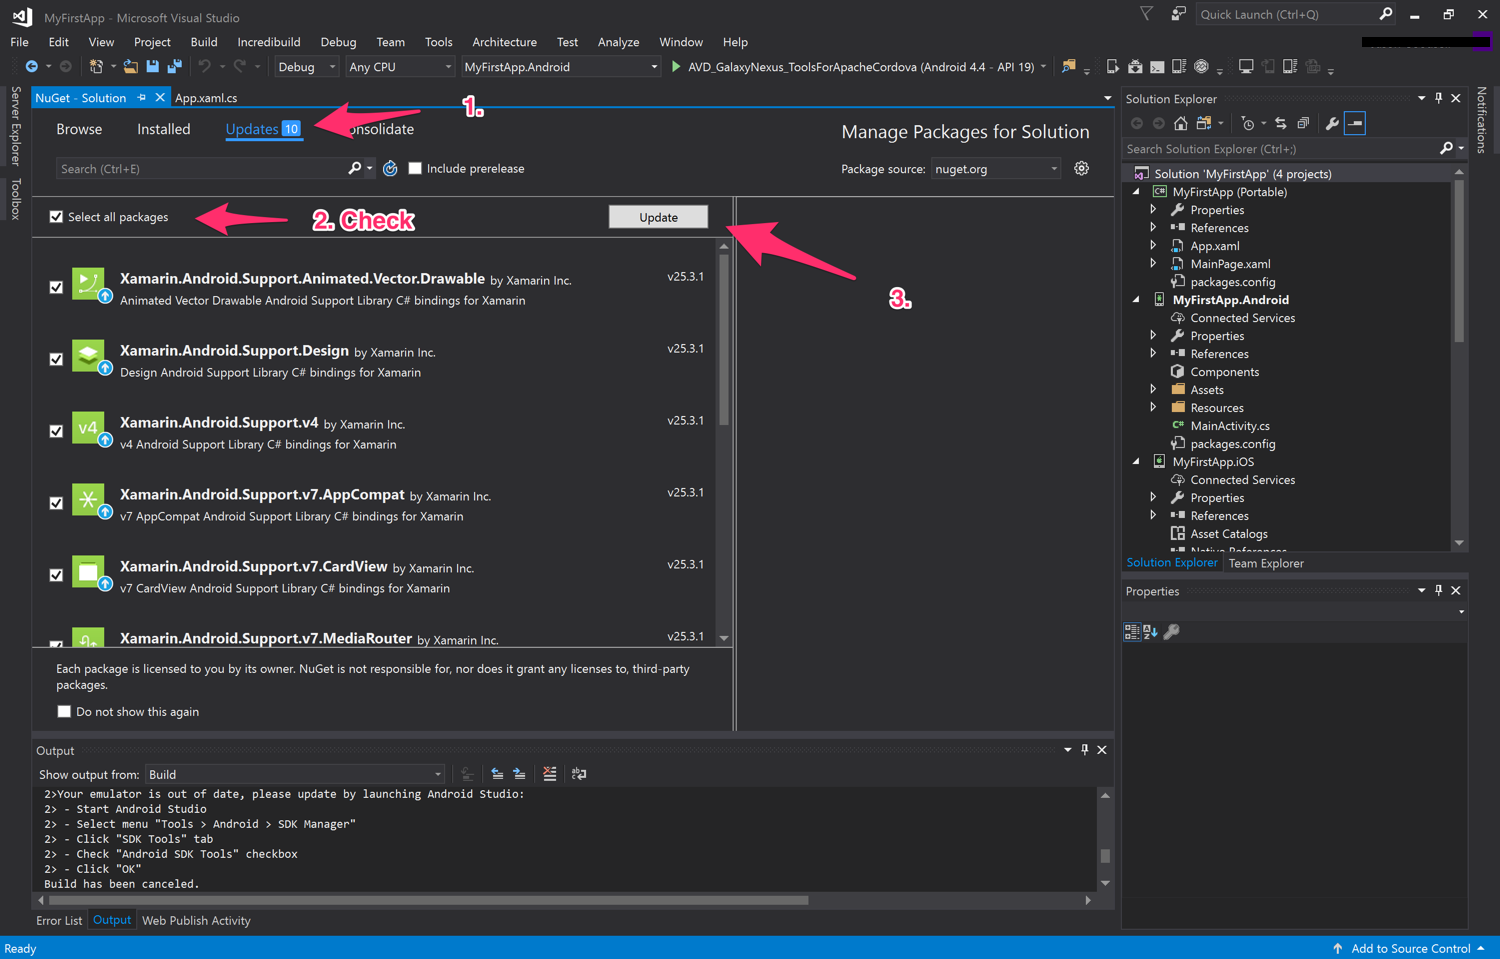 MyFirstApp - Microsoft Visual Studio
Quick Launch (Ctrl+Q)
File Edit View Project Build Incredibuild Debug Team Tools Architecture Test Analyze Window Help
Debug Any CPU MyFirstApp.Android AVD_GalaxyNexus_ToolsForApacheCordova (Android 4.4 - API 19)
Server Explorer
Toolbox
NuGet - Solution App.xaml.cs
1.
Browse Installed Updates 10 onsolidate
Manage Packages for Solution
Search (Ctrl+E) Include prerelease
Package source: nuget.org
Select all packages
2. Check
Update
3.
Xamarin.Android.Support.Animated.Vector.Drawable by Xamarin Inc. v25.3.1
Animated Vector Drawable Android Support Library C# bindings for Xamarin
Xamarin.Android.Support.Design by Xamarin Inc. v25.3.1
Design Android Support Library C# bindings for Xamarin
v4
Xamarin.Android.Support.v4 by Xamarin Inc. v25.3.1
v4 Android Support Library C# bindings for Xamarin
Xamarin.Android.Support.v7.AppCompat by Xamarin Inc. v25.3.1
v7 AppCompat Android Support Library C# bindings for Xamarin
Xamarin.Android.Support.v7.CardView by Xamarin Inc. v25.3.1
v7 CardView Android Support Library C# bindings for Xamarin
Xamarin.Android.Support.v7.MediaRouter by Xamarin Inc. v25.3.1
Each package is licensed to you by its owner. NuGet is not responsible for, nor does it grant any licenses to, third-party
packages.
Do not show this again
Output
Show output from: Build
2>Your emulator is out of date, please update by launching Android Studio:
2> - Start Android Studio
2> - Select menu "Tools > Android > SDK Manager"
2> - Click "SDK Tools" tab
2> - Check "Android SDK Tools" checkbox
2> - Click "OK"
Build has been canceled.
Error List Output Web Publish Activity
Solution Explorer
Search Solution Explorer (Ctrl+;)
Solution 'MyFirstApp' (4 projects)
C# MyFirstApp (Portable)
Properties
References
App.xaml
MainPage.xaml
packages.config
MyFirstApp.Android
Connected Services
Properties
References
Components
Assets
Resources
C# MainActivity.cs
packages.config
MyFirstApp.iOS
Connected Services
Properties
References
Asset Catalogs
Native References
Solution Explorer Team Explorer
Properties
Notifications
Ready
Add to Source Control